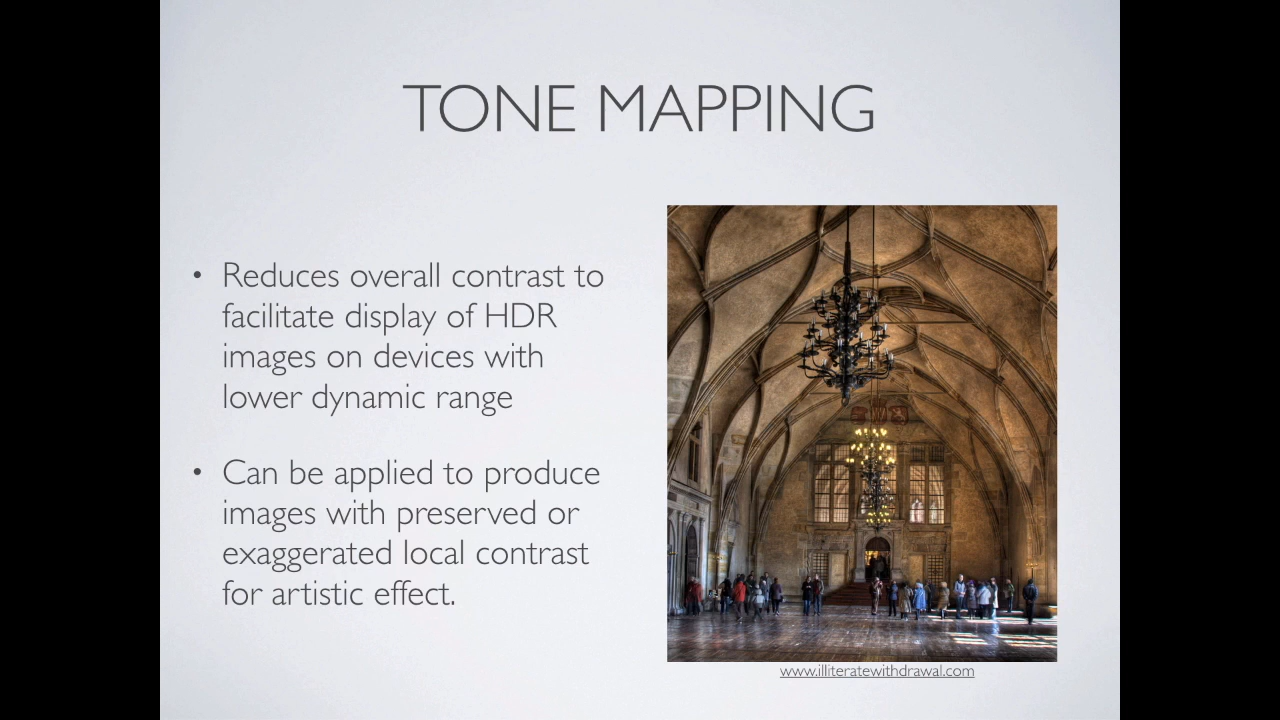 TONE MAPPING
• Reduces overall contrast to
facilitate display of HDR
images on devices with
lower dynamic range
• Can be applied to produce
images with preserved or
exaggerated local contrast
for artistic effect.
www.illiteratewithdrawal.com